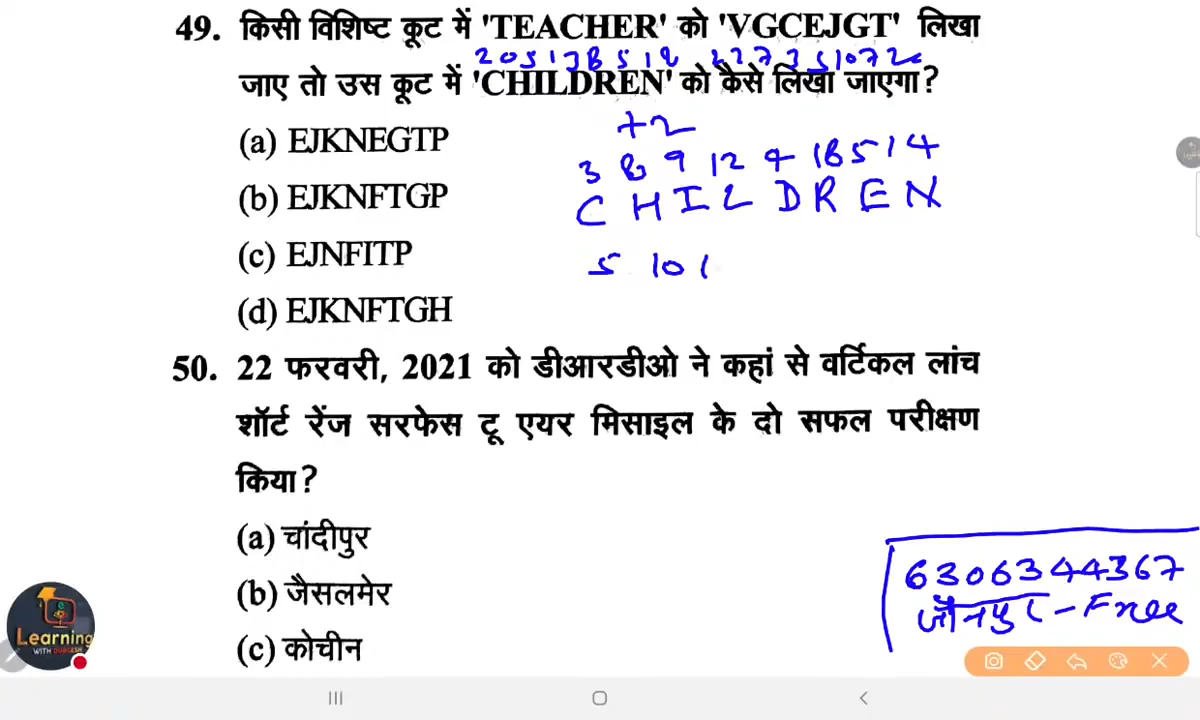 49. किसी विशिष्ट कूट में 'TEACHER' को 'VGCEJGT' लिखा
जाए तो उस कूट में 'CHILDREN' को कैसे लिखा जाएगा?
(a) EJKNEGTP
(b) EJKNFTGP
(c) EJNFITP
(d) EJKNFTGH
+2
3 8 9 12 4 18 5 14
C H I L D R E N
5 10 1
50. 22 फरवरी, 2021 को डीआरडीओ ने कहां से वर्टिकल लांच
शॉर्ट रेंज सरफेस टू एयर मिसाइल के दो सफल परीक्षण
किया?
(a) चांदीपुर
(b) जैसलमेर
(c) कोचीन
6306344367
जौनपुर - Free
Learning